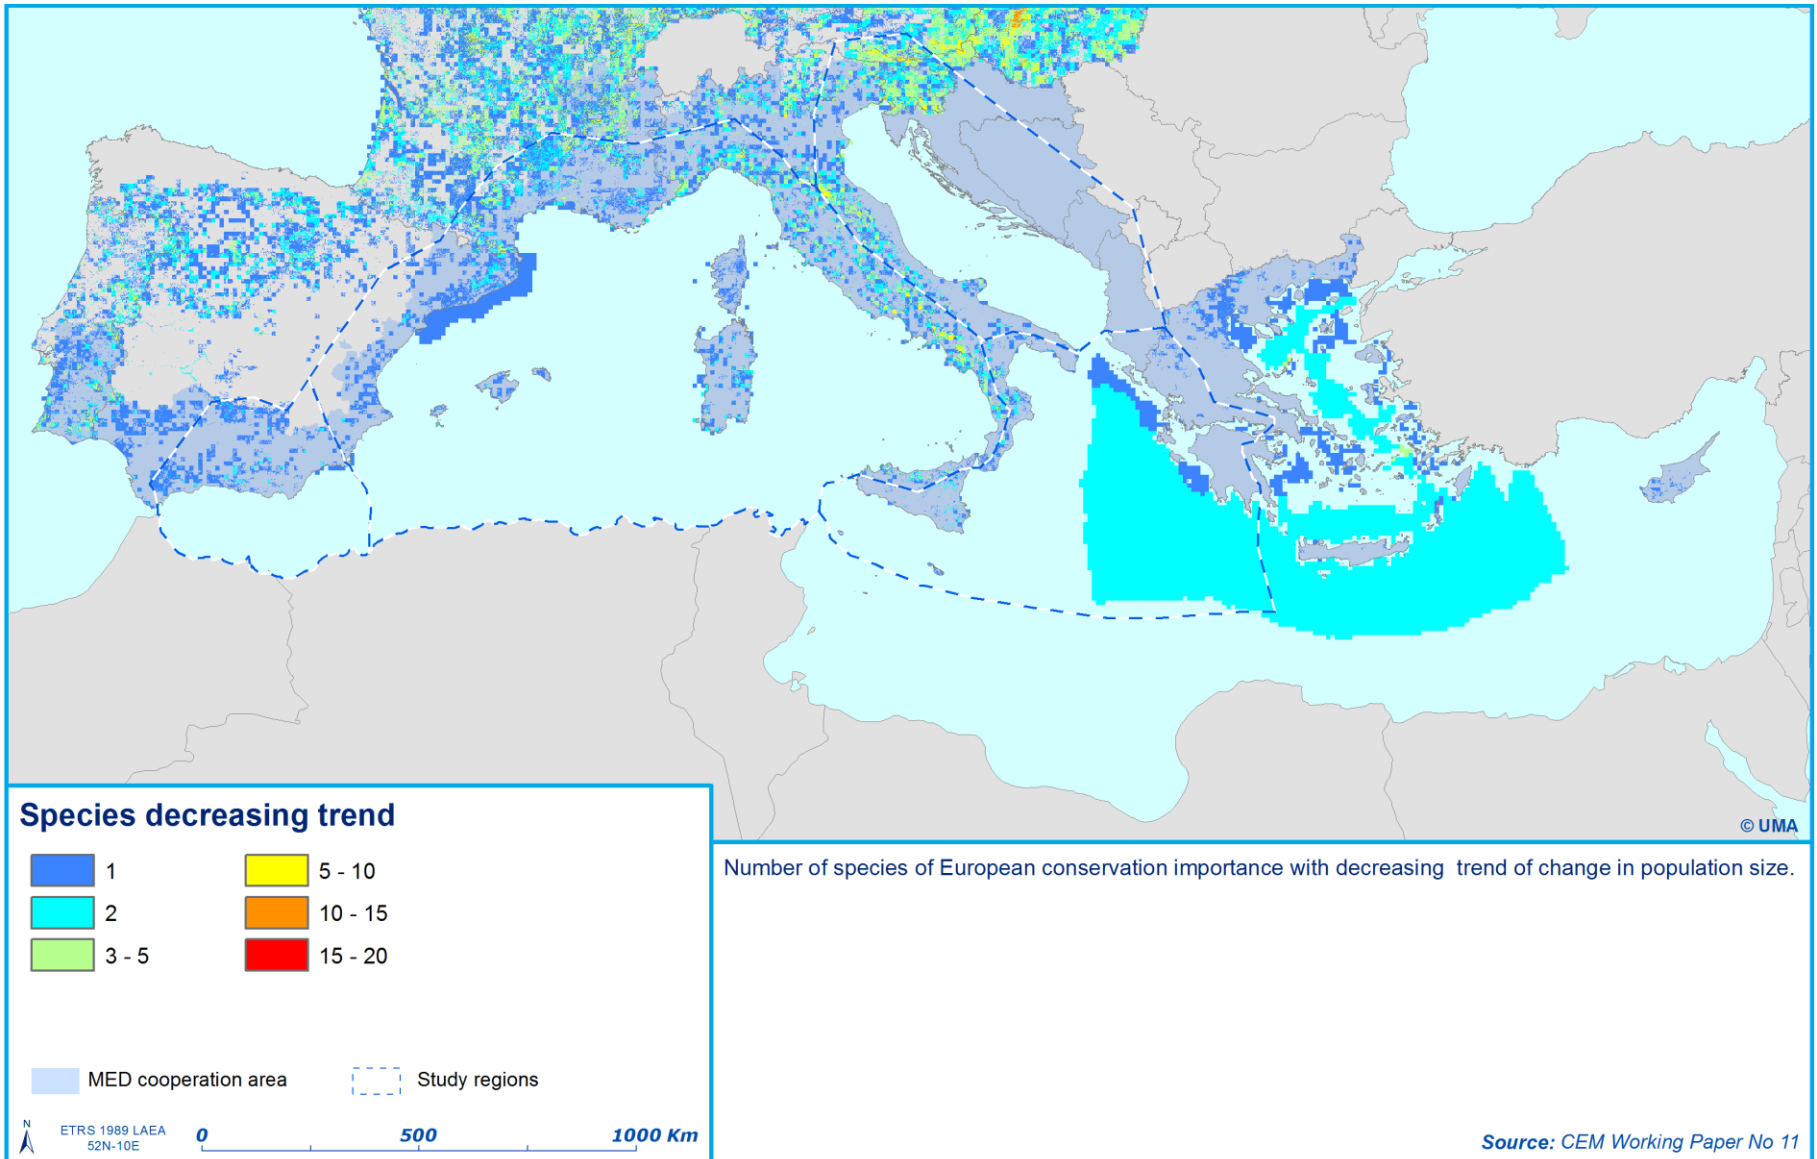 © UMA
Species decreasing trend
1
2
3 - 5
5 - 10
10 - 15
15 - 20
MED cooperation area
Study regions
N
ETRS 1989 LAEA
52N-10E
0 500 1000 Km
Number of species of European conservation importance with decreasing trend of change in population size.
Source: CEM Working Paper No 11